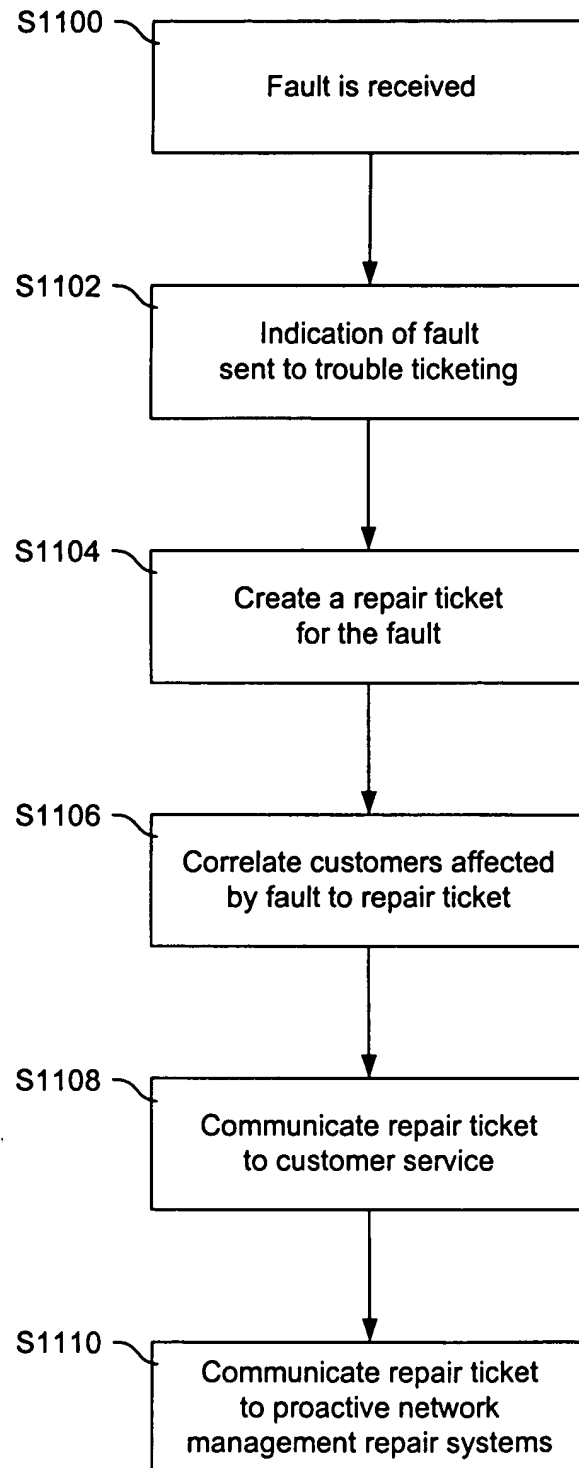 S1100
Fault is received
S1102
Indication of fault
sent to trouble ticketing
S1104
Create a repair ticket
for the fault
S1106
Correlate customers affected
by fault to repair ticket
S1108
Communicate repair ticket
to customer service
S1110
Communicate repair ticket
to proactive network
management repair systems